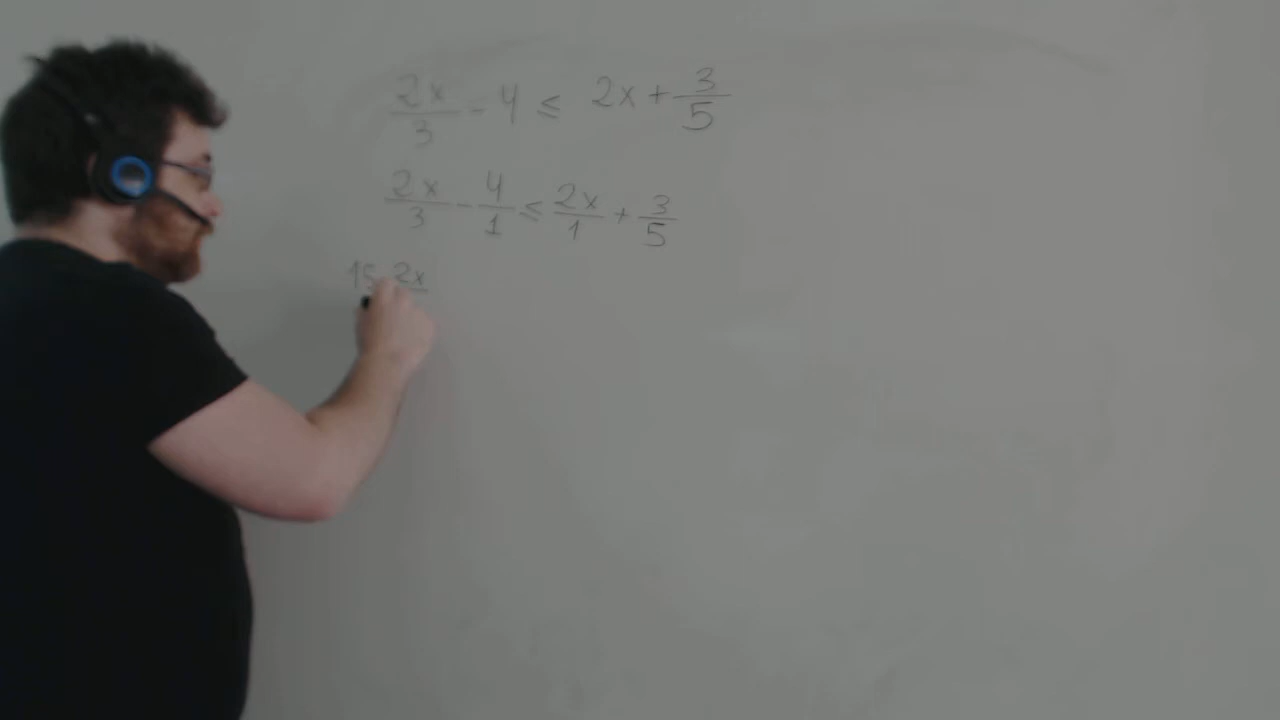 2x/3 - 4 ≤ 2x + 3/5
2x/3 - 4/1 ≤ 2x/1 + 3/5
15 2x